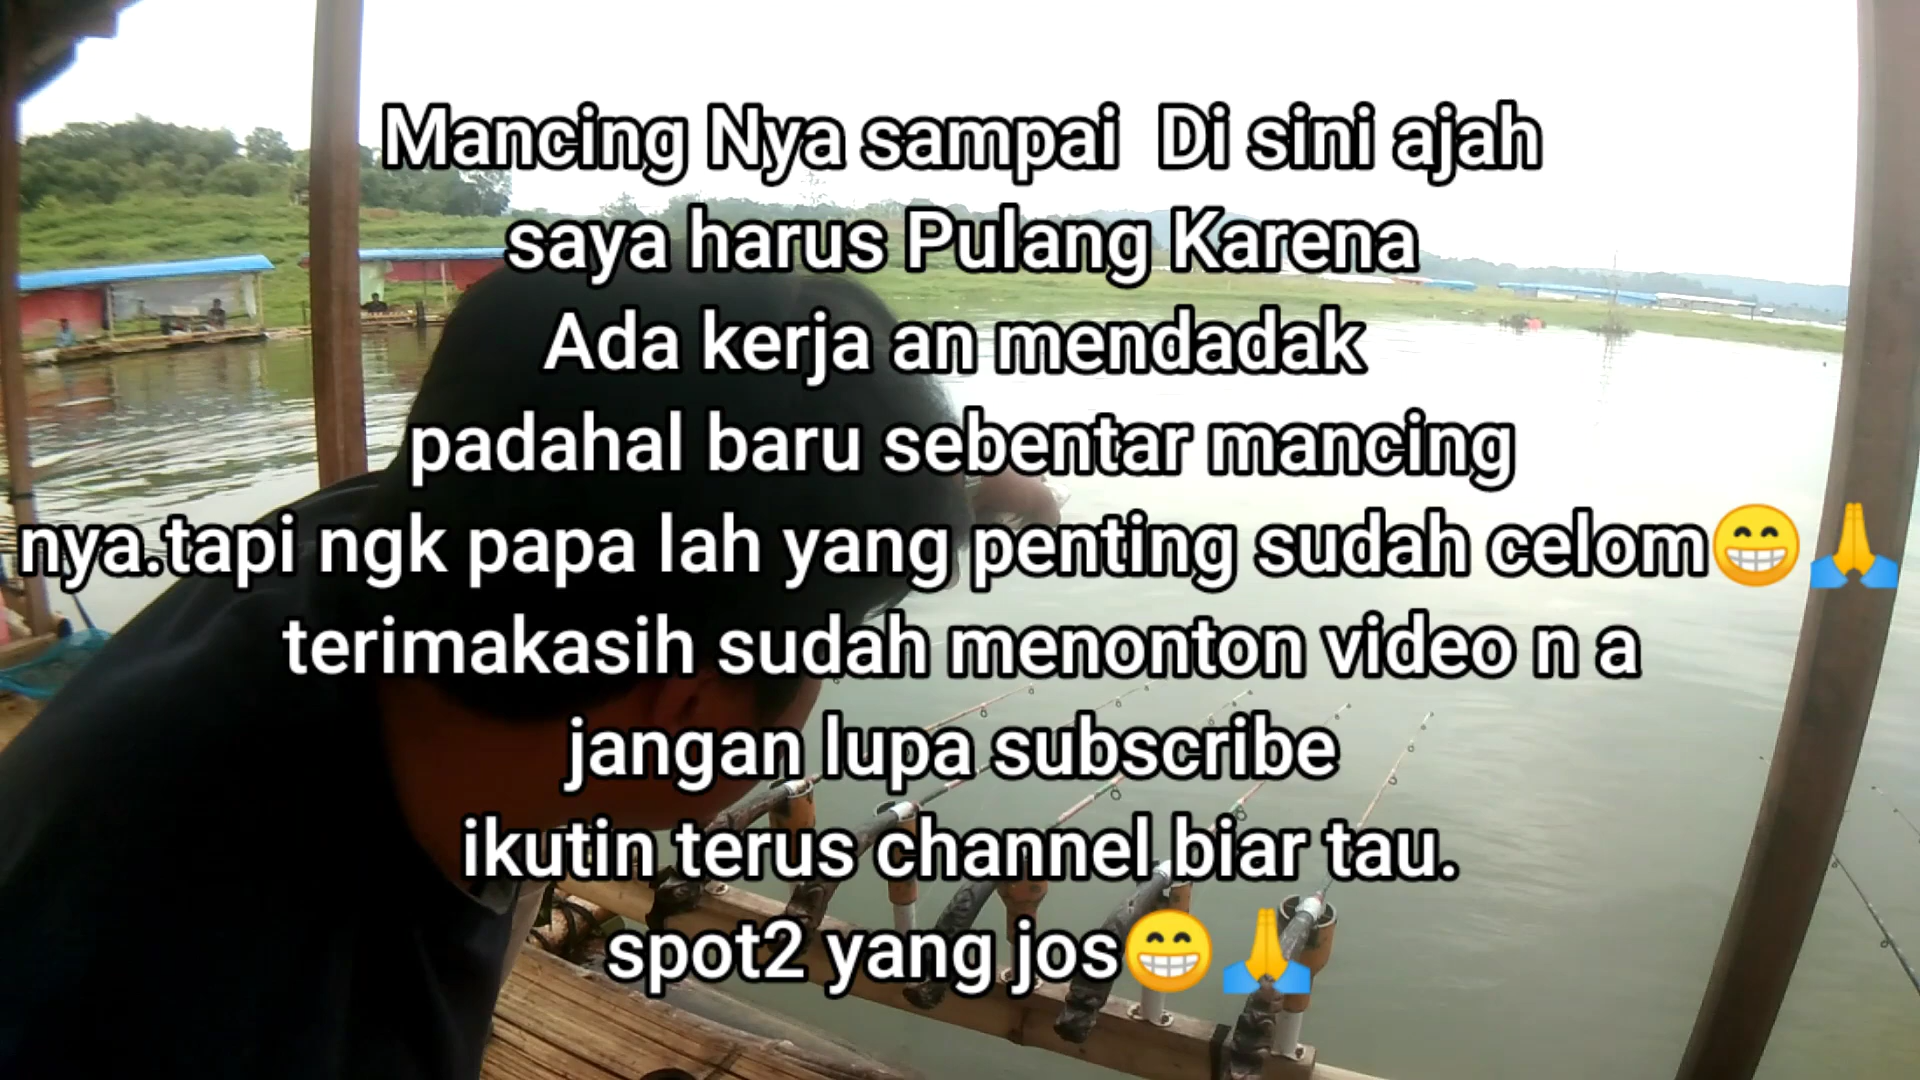 Mancing Nya sampai  Di sini ajah
saya harus Pulang Karena
Ada kerja an mendadak
padahal baru sebentar mancing
nya.tapi ngk papa lah yang penting sudah celom😁🙏
terimakasih sudah menonton video n a
jangan lupa subscribe
ikutin terus channel biar tau.
spot2 yang jos😁🙏